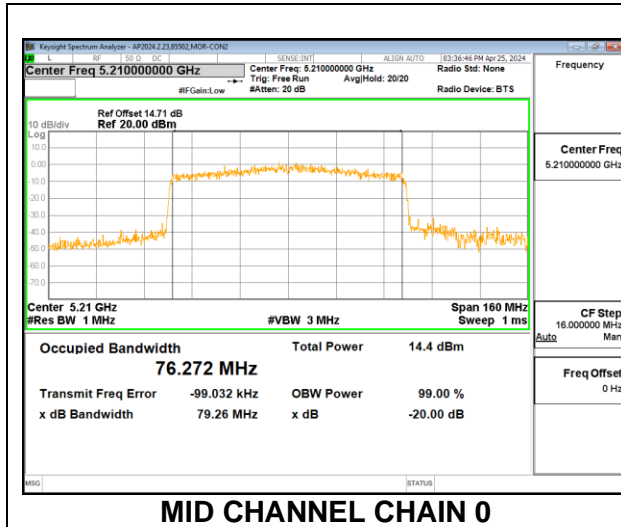 Keysight Spectrum Analyzer - AP2024.2.23,85502,MOR-CON2
L RF 50 Ω DC SENSE:INT ALIGN AUTO 03:36:46 PM Apr 25, 2024
Center Freq 5.210000000 GHz
Center Freq: 5.210000000 GHz
Radio Std: None
Trig: Free Run Avg|Hold: 20/20
#IFGain:Low #Atten: 20 dB Radio Device: BTS
Frequency
Ref Offset 14.71 dB
10 dB/div Ref 20.00 dBm
Log
10.0
0.00
-10.0
-20.0
-30.0
-40.0
-50.0
-60.0
-70.0
Center 5.21 GHz Span 160 MHz
#Res BW 1 MHz #VBW 3 MHz Sweep 1 ms
Center Freq
5.210000000 GHz
CF Step
16.000000 MHz
Auto Man
Freq Offset
0 Hz
Occupied Bandwidth Total Power 14.4 dBm
76.272 MHz
Transmit Freq Error -99.032 kHz OBW Power 99.00 %
x dB Bandwidth 79.26 MHz x dB -20.00 dB
MSG STATUS
MID CHANNEL CHAIN 0